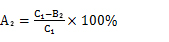 A₂ = (C₁−B₂)/C₁ × 100%